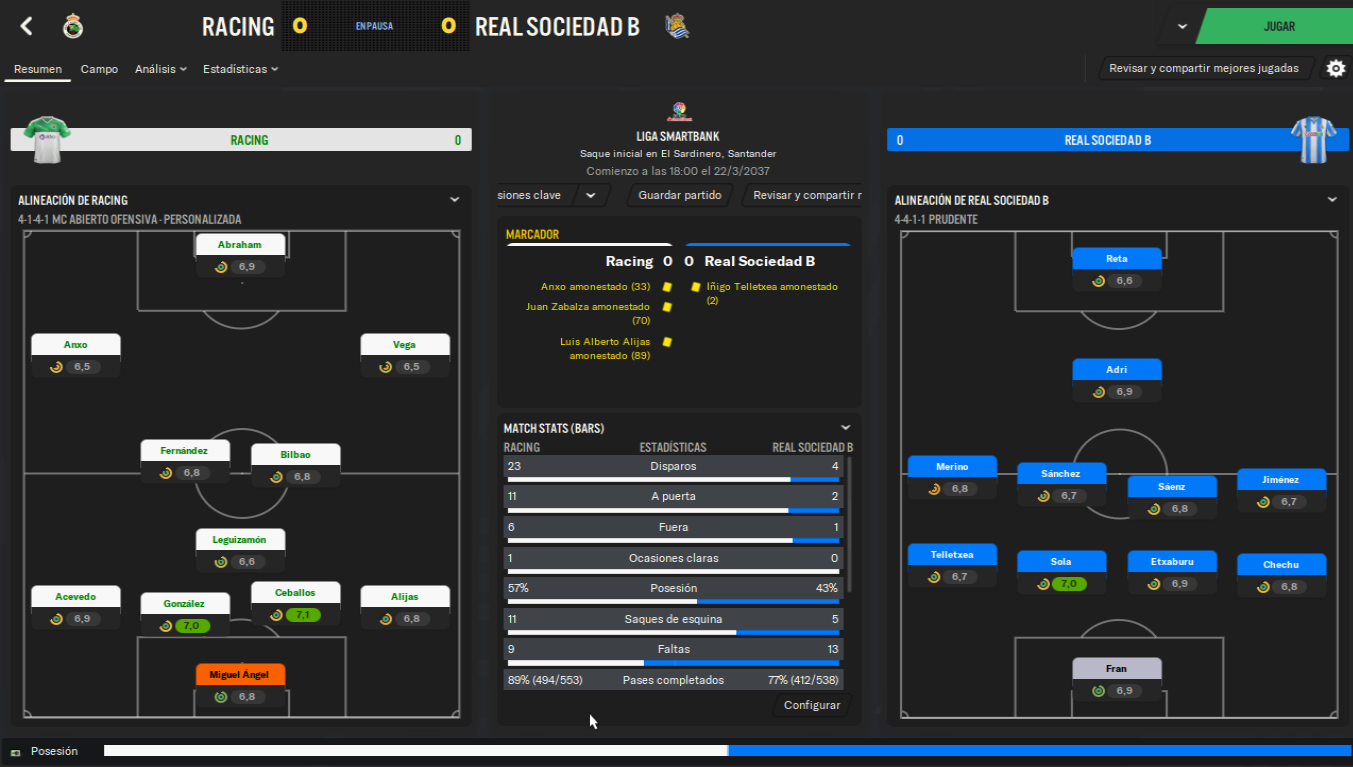 RACING 0 EN PAUSA 0 REAL SOCIEDAD B
JUGAR
Resumen Campo Análisis Estadísticas
Revisar y compartir mejores jugadas
RACING 0
ALINEACIÓN DE RACING
4-1-4-1 MC ABIERTO OFENSIVA - PERSONALIZADA
Abraham
6,9
Anxo
6,5
Vega
6,5
Fernández
6,8
Bilbao
6,8
Leguizamón
6,6
Acevedo
6,9
González
7,0
Ceballos
7,1
Alijas
6,8
Miguel Ángel
6,8
LIGA SMARTBANK
Saque inicial en El Sardinero, Santander
Comienzo a las 18:00 el 22/3/2037
siones clave
Guardar partido
Revisar y compartir r
MARCADOR
Racing 0 0 Real Sociedad B
Anxo amonestado (33)
Juan Zabalza amonestado
(70)
Luis Alberto Alijas
amonestado (89)
Iñigo Telletxea amonestado
(2)
MATCH STATS (BARS)
RACING ESTADÍSTICAS REAL SOCIEDAD B
23 Disparos 4
11 A puerta 2
6 Fuera 1
1 Ocasiones claras 0
57% Posesión 43%
11 Saques de esquina 5
9 Faltas 13
89% (494/553) Pases completados 77% (412/538)
Configurar
0 REAL SOCIEDAD B
ALINEACIÓN DE REAL SOCIEDAD B
4-4-1-1 PRUDENTE
Reta
6,6
Adri
6,9
Merino
6,8
Sánchez
6,7
Sáenz
6,8
Jiménez
6,7
Telletxea
6,7
Sola
7,0
Etxaburu
6,9
Chechu
6,8
Fran
6,9
Posesión